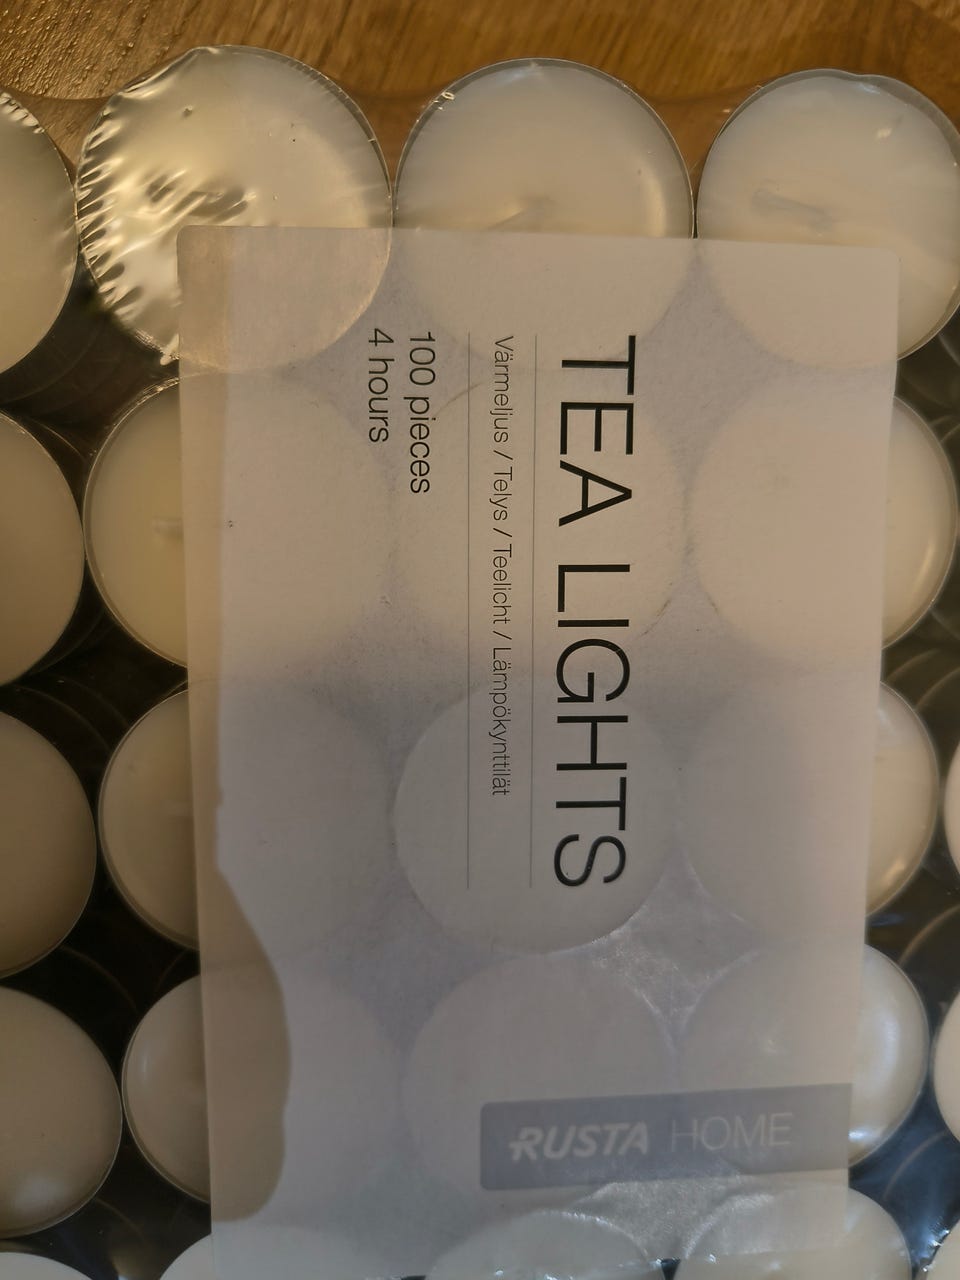 TEA LIGHTS
Värmeljus / Telys / Teelicht / Lämpökynttilät
100 pieces
4 hours
RUSTA HOME